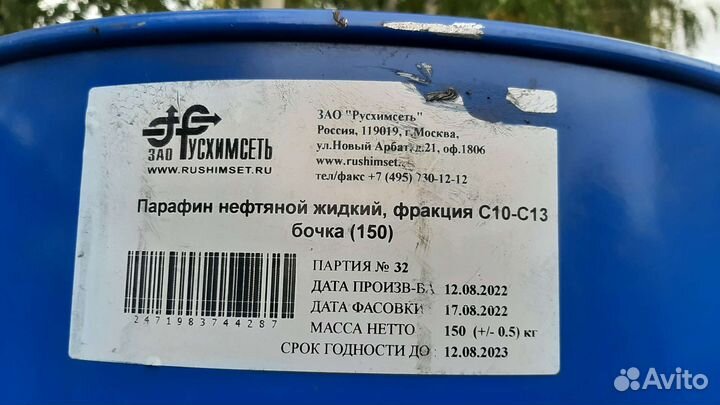 ЗАО РУСХИМСЕТЬ
WWW.RUSHIMSET.RU
ЗАО "Русхимсеть"
Россия, 119019, г.Москва,
ул.Новый Арбат, д.21, оф.1806
www.rushimset.
тел/факс +7 (495) 230-12-12
Парафин нефтяной жидкий, фракция С10-С13
бочка (150)
2471983744287
ПАРТИЯ № 32
ДАТА ПРОИЗВ-ВА 12.08.2022
ДАТА ФАСОВКИ 17.08.2022
МАССА НЕТТО 150 (+/- 0.5) кг
СРОК ГОДНОСТИ ДО: 12.08.2023
Avito